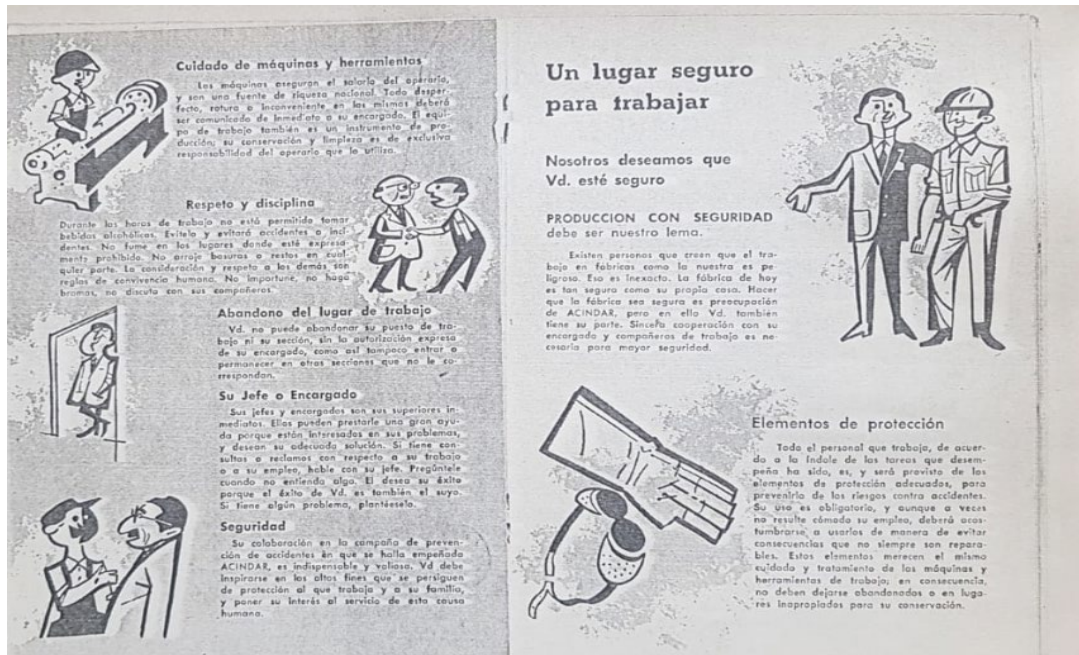 Cuidado de máquinas y herramientas
Las máquinas aseguran el salario del operario,
y son una fuente de riqueza nacional. Todo desper-
fecto, rotura o inconveniente en las mismas deberá
ser comunicado de inmediato a su encargado. El equi-
po de trabajo también es un instrumento de pro-
ducción; su conservación y limpieza es de exclusiva
responsabilidad del operario que lo utiliza.
Respeto y disciplina
Durante las horas de trabajo no está permitido tomar
bebidas alcohólicas. Evítelo y evitará accidentes o inci-
dentes. No fume en los lugares donde esté expresa-
mente prohibido. No arroje basuras o restos en cual-
quier parte. La consideración y respeto a los demás son
reglas de convivencia humana. No importune, no haga
bromas, no discuta con sus compañeros.
Abandono del lugar de trabajo
Vd. no puede abandonar su puesto de tra-
bajo ni su sección, sin la autorización expresa
de su encargado, como así tampoco entrar o
permanecer en otras secciones que no le co-
rrespondan.
Su Jefe o Encargado
Sus jefes y encargados son sus superiores in-
mediatos. Ellos pueden prestarle una gran ayu-
da porque están interesados en sus problemas,
y desean su adecuada solución. Si tiene con-
sultas o reclamos con respecto a su trabajo
o a su empleo, hable con su jefe. Pregúntele
cuando no entienda algo. El desea su éxito
porque el éxito de Vd. es también el suyo.
Si tiene algún problema, plantéeselo.
Seguridad
Su colaboración en la campaña de preven-
ción de accidentes en que se halla empeñada
ACINDAR, es indispensable y valiosa. Vd debe
inspirarse en los altos fines que se persiguen
de protección al que trabaja y a su familia,
y poner su interés al servicio de esta causa
humana.
Un lugar seguro
para trabajar
Nosotros deseamos que
Vd. esté seguro
PRODUCCION CON SEGURIDAD
debe ser nuestro lema.
Existen personas que creen que el tra-
bajo en fábricas como la nuestra es pe-
ligroso. Eso es inexacto. La fábrica de hoy
es tan segura como su propia casa. Hacer
que la fábrica sea segura es preocupación
de ACINDAR, pero en ello Vd. también
tiene su parte. Sincera cooperación con su
encargado y compañeros de trabajo es ne-
cesaria para mayor seguridad.
Elementos de protección
Todo el personal que trabaja, de acuer-
do a la índole de las tareas que desem-
peña ha sido, es, y será provisto de los
elementos de protección adecuados, para
prevenirlo de los riesgos contra accidentes.
Su uso es obligatorio, y aunque a veces
no resulte cómodo su empleo, deberá acos-
tumbrarse a usarlos de manera de evitar
consecuencias que no siempre son repara-
bles. Estos elementos merecen el mismo
cuidado y tratamiento de las máquinas y
herramientas de trabajo; en consecuencia,
no deben dejarse abandonados o en luga-
res inapropiados para su conservación.